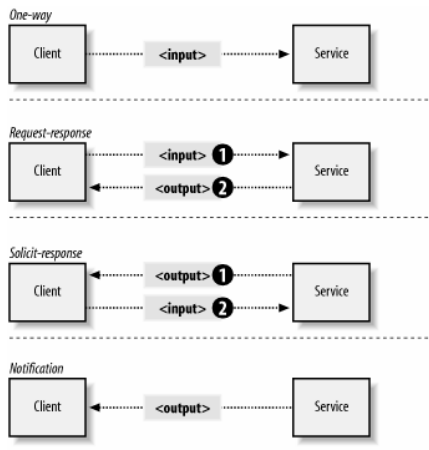 One-way
Client <input> Service
Request-response
<input> 1
Client Service
<output> 2
Solicit-response
<output> 1
Client Service
<input> 2
Notification
Client <output> Service